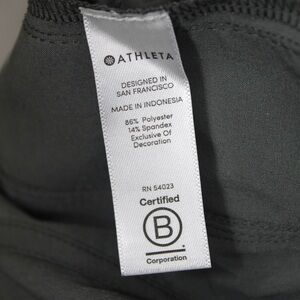 ATHLETA
DESIGNED IN
SAN FRANCISCO
MADE IN INDONESIA
86% Polyester
14% Spandex
Exclusive Of
Decoration
RN 54023
Certified
B
Corporation